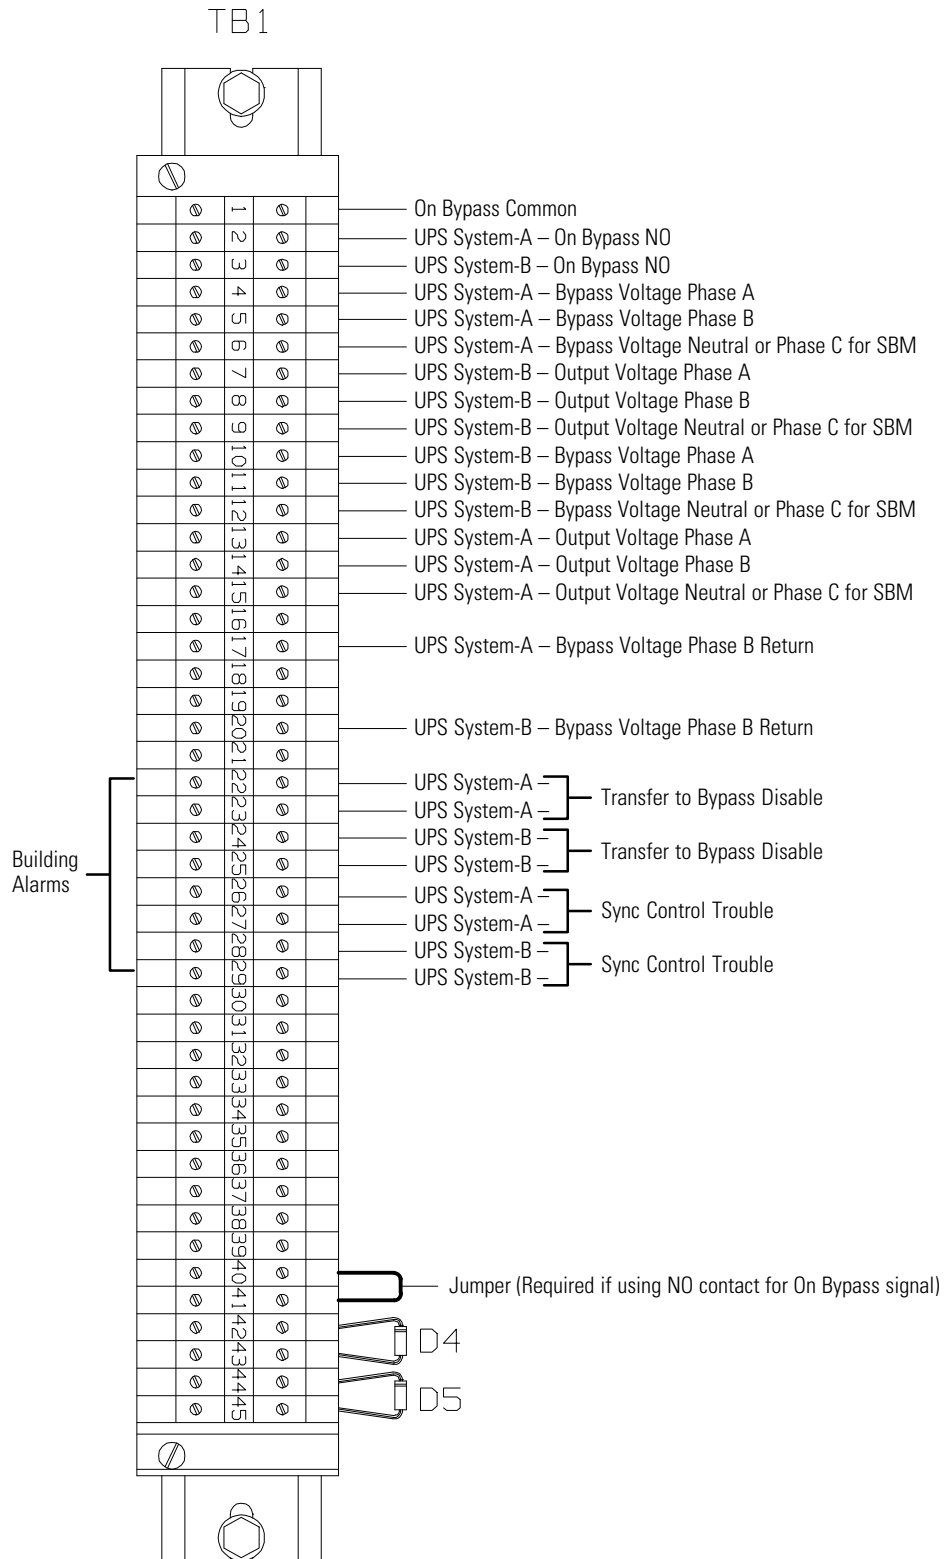 TB1
1
On Bypass Common
2
UPS System-A – On Bypass NO
3
UPS System-B – On Bypass NO
4
UPS System-A – Bypass Voltage Phase A
5
UPS System-A – Bypass Voltage Phase B
6
UPS System-A – Bypass Voltage Neutral or Phase C for SBM
7
UPS System-B – Output Voltage Phase A
8
UPS System-B – Output Voltage Phase B
9
UPS System-B – Output Voltage Neutral or Phase C for SBM
10
UPS System-B – Bypass Voltage Phase A
11
UPS System-B – Bypass Voltage Phase B
12
UPS System-B – Bypass Voltage Neutral or Phase C for SBM
13
UPS System-A – Output Voltage Phase A
14
UPS System-A – Output Voltage Phase B
15
UPS System-A – Output Voltage Neutral or Phase C for SBM
16
17
UPS System-A – Bypass Voltage Phase B Return
18
19
20
UPS System-B – Bypass Voltage Phase B Return
21
22
UPS System-A –
Transfer to Bypass Disable
23
UPS System-A –
24
UPS System-B –
Transfer to Bypass Disable
25
UPS System-B –
Building
Alarms
26
UPS System-A –
Sync Control Trouble
27
UPS System-A –
28
UPS System-B –
Sync Control Trouble
29
UPS System-B –
30
31
32
33
34
35
36
37
38
39
40
Jumper (Required if using NO contact for On Bypass signal)
41
42
D4
43
44
D5
45